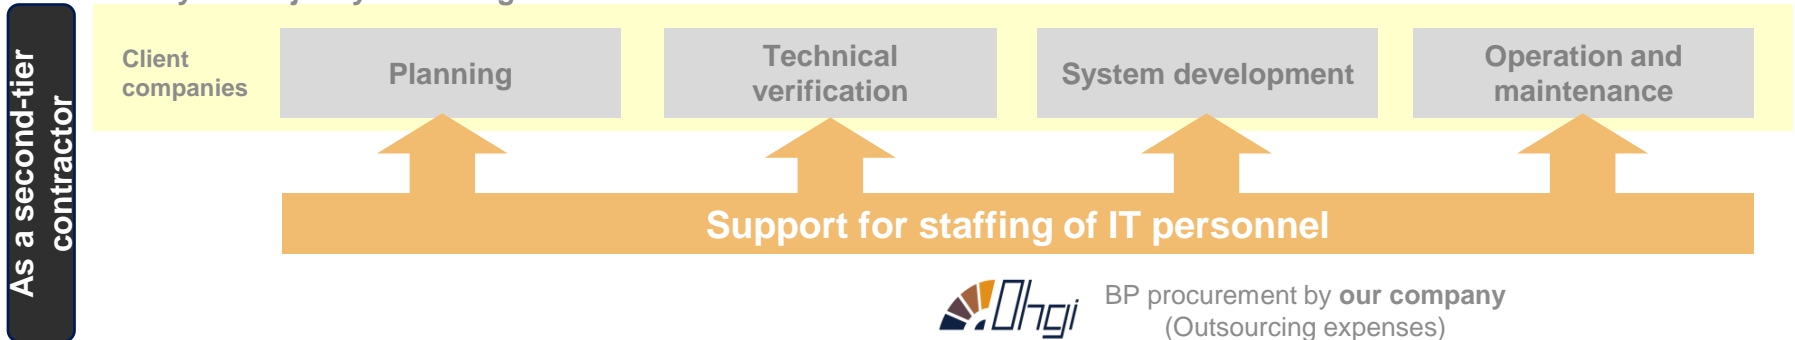 As a second-tier
contractor
Client
companies
Planning
Technical
verification
System development
Operation and
maintenance
Support for staffing of IT personnel
Ohgi
BP procurement by our company
(Outsourcing expenses)